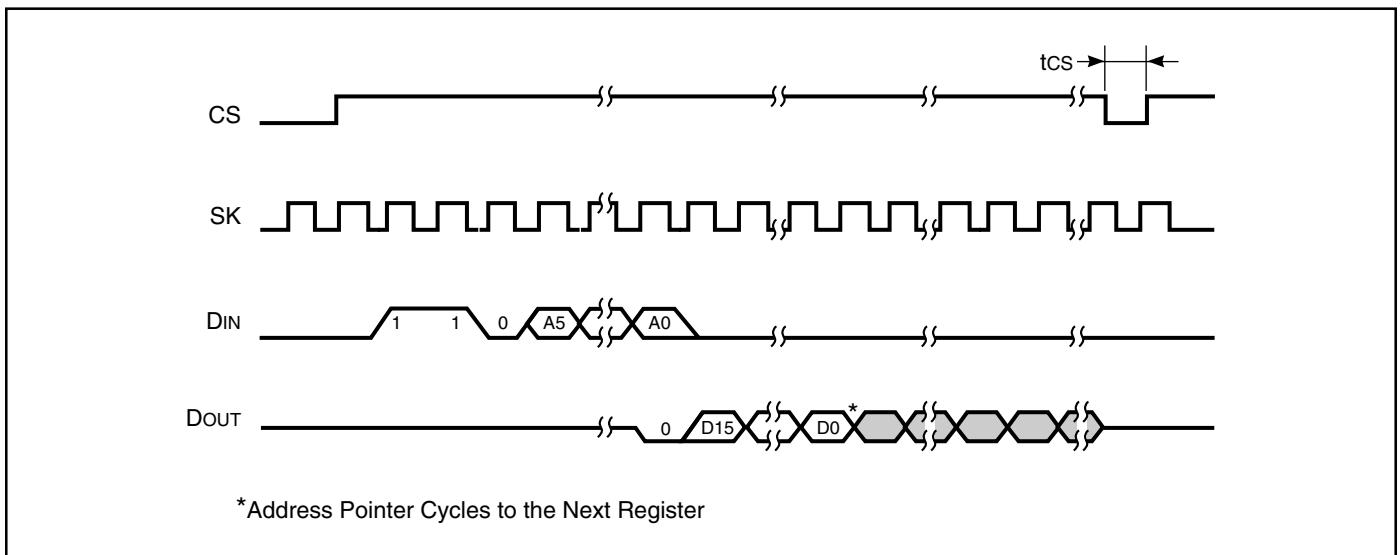 tCS
CS
SK
DIN
1 1 0 A5 A0
DOUT
0 D15 D0 *
*Address Pointer Cycles to the Next Register